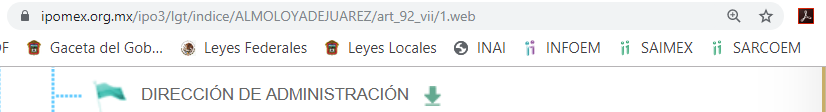 ipomex.org.mx/ipo3/lgt/indice/ALMOLOYADEJUAREZ/art_92_vii/1.web
OF Gaceta del Gob... Leyes Federales Leyes Locales INAI INFOEM SAIMEX SARCOEM
DIRECCIÓN DE ADMINISTRACIÓN